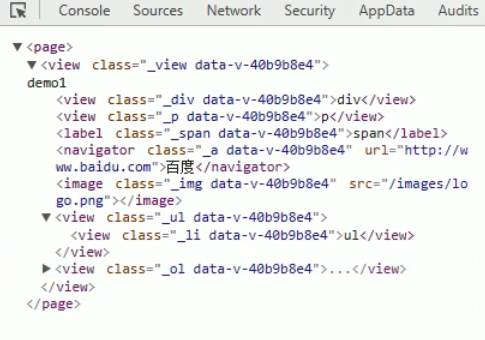 Console Sources Network Security AppData Audits
▼<page>
▼<view class="_view data-v-40b9b8e4">
demo1
<view class="_div data-v-40b9b8e4">div</view>
<view class="_p data-v-40b9b8e4">p</view>
<label class="_span data-v-40b9b8e4">span</label>
<navigator class="_a data-v-40b9b8e4" url="http://w
ww.baidu.com">百度</navigator>
<image class="_img data-v-40b9b8e4" src="/images/lo
go.png"></image>
▼<view class="_ul data-v-40b9b8e4">
<view class="_li data-v-40b9b8e4">ul</view>
</view>
▶<view class="_ol data-v-40b9b8e4">...</view>
</view>
</page>